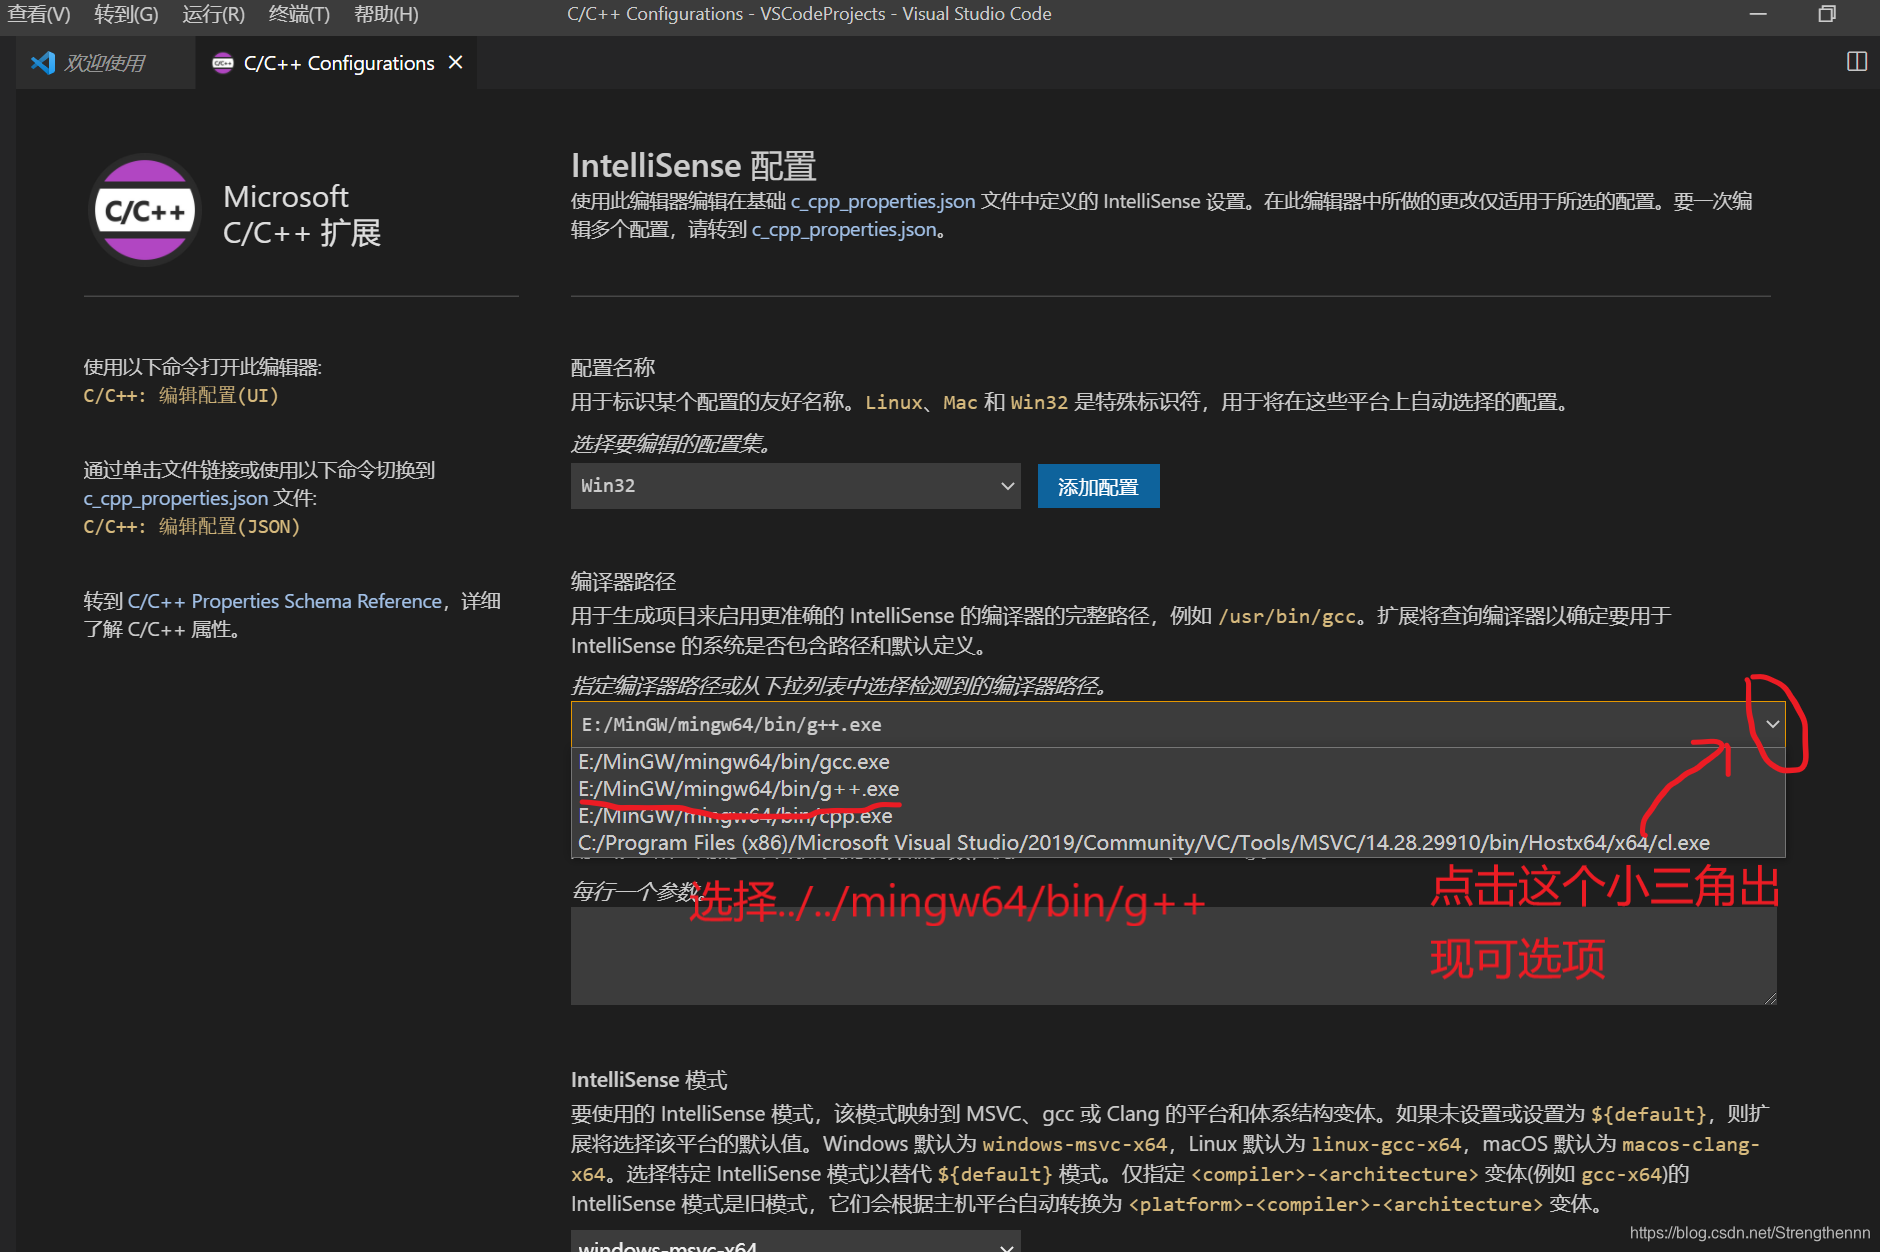 查看(V) 转到(G) 运行(R) 终端(T) 帮助(H) C/C++ Configurations - VSCodeProjects - Visual Studio Code
欢迎使用 C/C++ Configurations
C/C++
Microsoft
C/C++ 扩展
使用以下命令打开此编辑器:
C/C++: 编辑配置(UI)
通过单击文件链接或使用以下命令切换到
c_cpp_properties.json 文件:
C/C++: 编辑配置(JSON)
转到 C/C++ Properties Schema Reference，详细
了解 C/C++ 属性。
IntelliSense 配置
使用此编辑器编辑在基础 c_cpp_properties.json 文件中定义的 IntelliSense 设置。在此编辑器中所做的更改仅适用于所选的配置。要一次编
辑多个配置，请转到 c_cpp_properties.json。
配置名称
用于标识某个配置的友好名称。Linux、Mac 和 Win32 是特殊标识符，用于将在这些平台上自动选择的配置。
选择要编辑的配置集。
Win32
添加配置
编译器路径
用于生成项目来启用更准确的 IntelliSense 的编译器的完整路径，例如 /usr/bin/gcc。扩展将查询编译器以确定要用于
IntelliSense 的系统是否包含路径和默认定义。
指定编译器路径或从下拉列表中选择检测到的编译器路径。
E:/MinGW/mingw64/bin/g++.exe
E:/MinGW/mingw64/bin/gcc.exe
E:/MinGW/mingw64/bin/g++.exe
E:/MinGW/mingw64/bin/cpp.exe
C:/Program Files (x86)/Microsoft Visual Studio/2019/Community/VC/Tools/MSVC/14.28.29910/bin/Hostx64/x64/cl.exe
每行一个参数。
选择../../mingw64/bin/g++
点击这个小三角出
现可选项
IntelliSense 模式
要使用的 IntelliSense 模式，该模式映射到 MSVC、gcc 或 Clang 的平台和体系结构变体。如果未设置或设置为 ${default}，则扩
展将选择该平台的默认值。Windows 默认为 windows-msvc-x64，Linux 默认为 linux-gcc-x64，macOS 默认为 macos-clang-
x64。选择特定 IntelliSense 模式以替代 ${default} 模式。仅指定 <compiler>-<architecture> 变体(例如 gcc-x64)的
IntelliSense 模式是旧模式，它们会根据主机平台自动转换为 <platform>-<compiler>-<architecture> 变体。
windows-msvc-x64
https://blog.csdn.net/Strengthennn